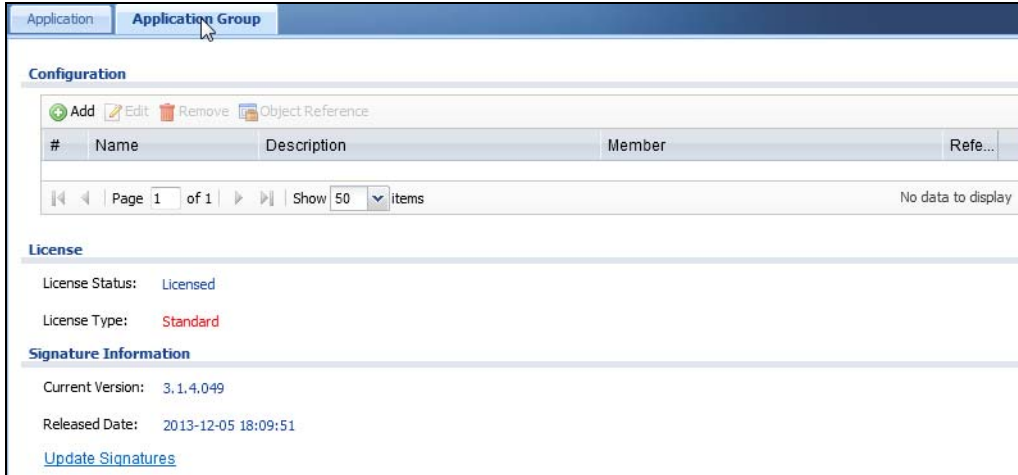 Application Application Group
Configuration
Add Edit Remove Object Reference
# Name Description Member Refe...
Page 1 of 1 Show 50 items No data to display
License
License Status: Licensed
License Type: Standard
Signature Information
Current Version: 3.1.4.049
Released Date: 2013-12-05 18:09:51
Update Signatures